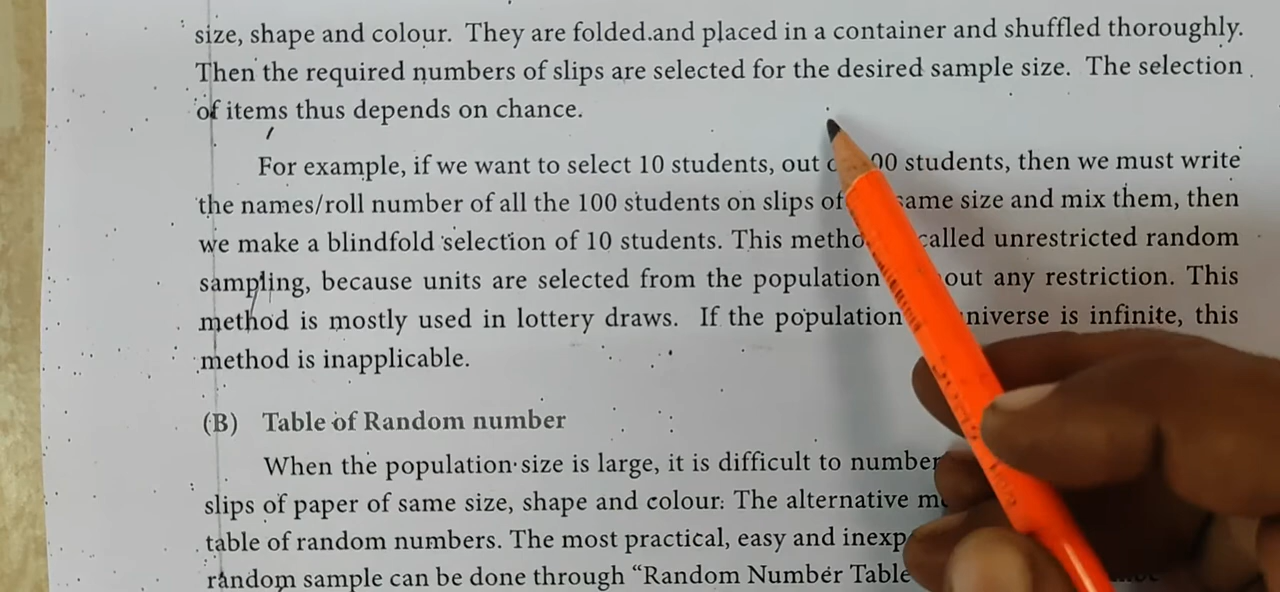 size, shape and colour. They are folded and placed in a container and shuffled thoroughly.
Then the required numbers of slips are selected for the desired sample size. The selection
of items thus depends on chance.
For example, if we want to select 10 students, out 00 students, then we must write
the names/roll number of all the 100 students on slips of same size and mix them, then
we make a blindfold selection of 10 students. This metho called unrestricted random
sampling, because units are selected from the population out any restriction. This
method is mostly used in lottery draws. If the population niverse is infinite, this
method is inapplicable.
(B) Table of Random number
When the population size is large, it is difficult to number
slips of paper of same size, shape and colour. The alternative m
table of random numbers. The most practical, easy and inexp
random sample can be done through “Random Number Table